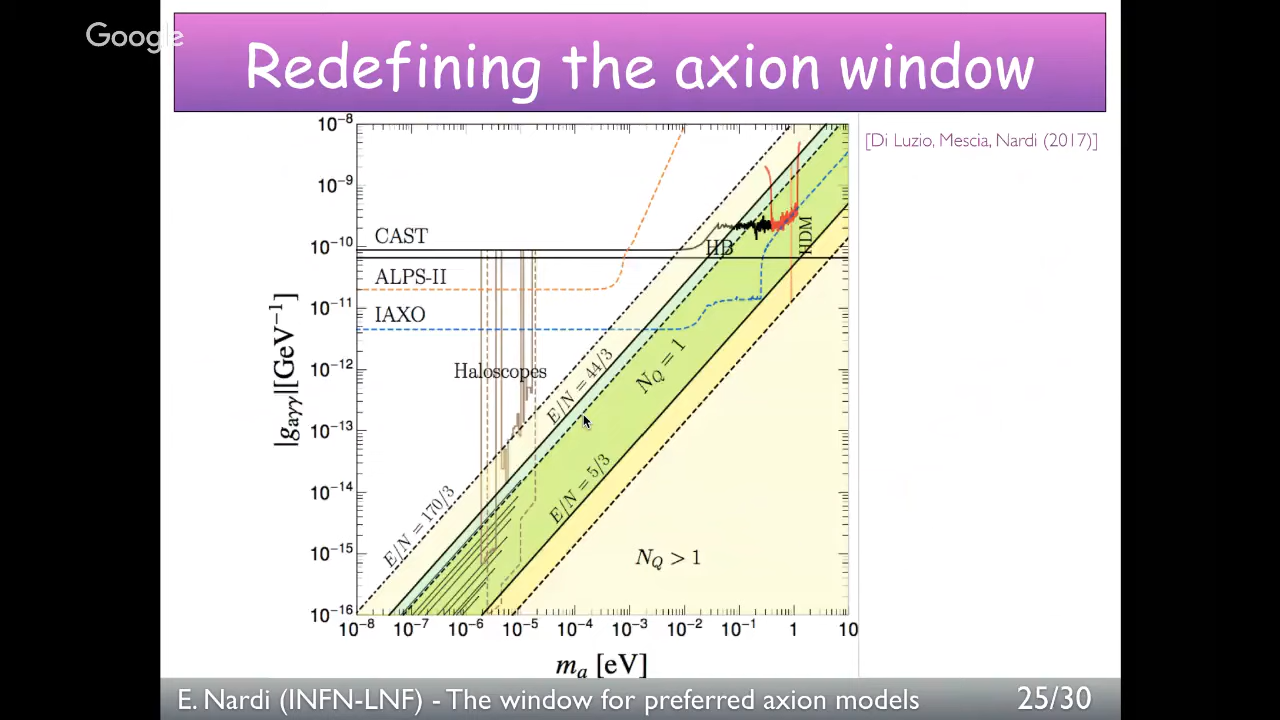 Google
Redefining the axion window
[Di Luzio, Mescia, Nardi (2017)]
10⁻⁸
10⁻⁹
10⁻¹⁰
10⁻¹¹
10⁻¹²
10⁻¹³
10⁻¹⁴
10⁻¹⁵
10⁻¹⁶
|g_{aγγ}|[GeV⁻¹]
CAST
HB
HDM
ALPS-II
IAXO
Haloscopes
E/N = 44/3
N_Q = 1
E/N = 5/3
E/N = 170/3
N_Q > 1
10⁻⁸ 10⁻⁷ 10⁻⁶ 10⁻⁵ 10⁻⁴ 10⁻³ 10⁻² 10⁻¹ 1 10
m_a [eV]
E. Nardi (INFN-LNF) - The window for preferred axion models 25/30